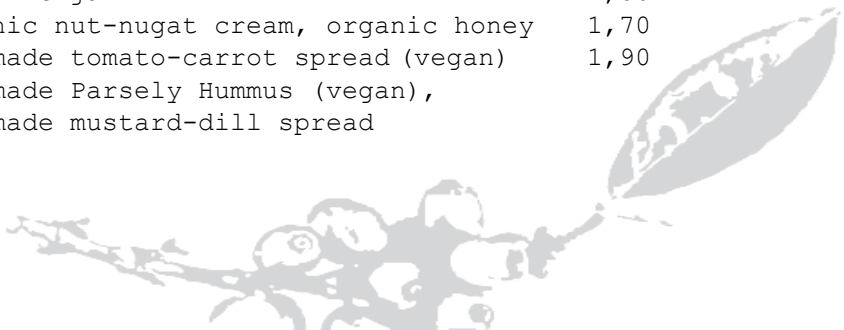 nic nut-nugat cream, organic honey 1,70
made tomato-carrot spread (vegan) 1,90
made Parsely Hummus (vegan),
made mustard-dill spread